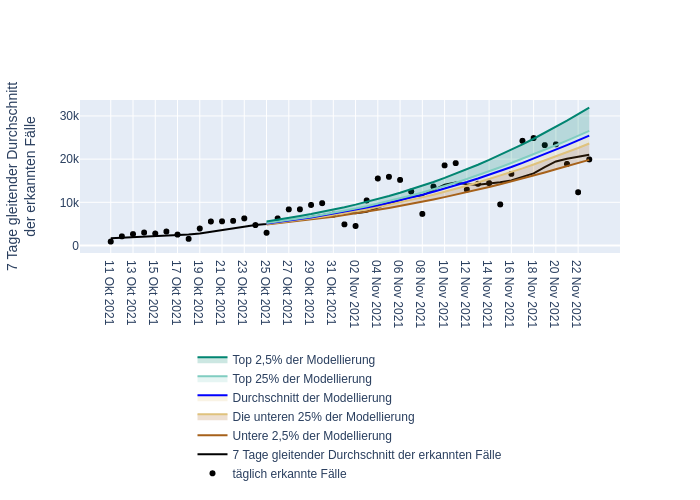 7 Tage gleitender Durchschnitt
der erkannten Fälle
30k
20k
10k
0
11 Okt 2021
13 Okt 2021
15 Okt 2021
17 Okt 2021
19 Okt 2021
21 Okt 2021
23 Okt 2021
25 Okt 2021
27 Okt 2021
29 Okt 2021
31 Okt 2021
02 Nov 2021
04 Nov 2021
06 Nov 2021
08 Nov 2021
10 Nov 2021
12 Nov 2021
14 Nov 2021
16 Nov 2021
18 Nov 2021
20 Nov 2021
22 Nov 2021
Top 2,5% der Modellierung
Top 25% der Modellierung
Durchschnitt der Modellierung
Die unteren 25% der Modellierung
Untere 2,5% der Modellierung
7 Tage gleitender Durchschnitt der erkannten Fälle
täglich erkannte Fälle